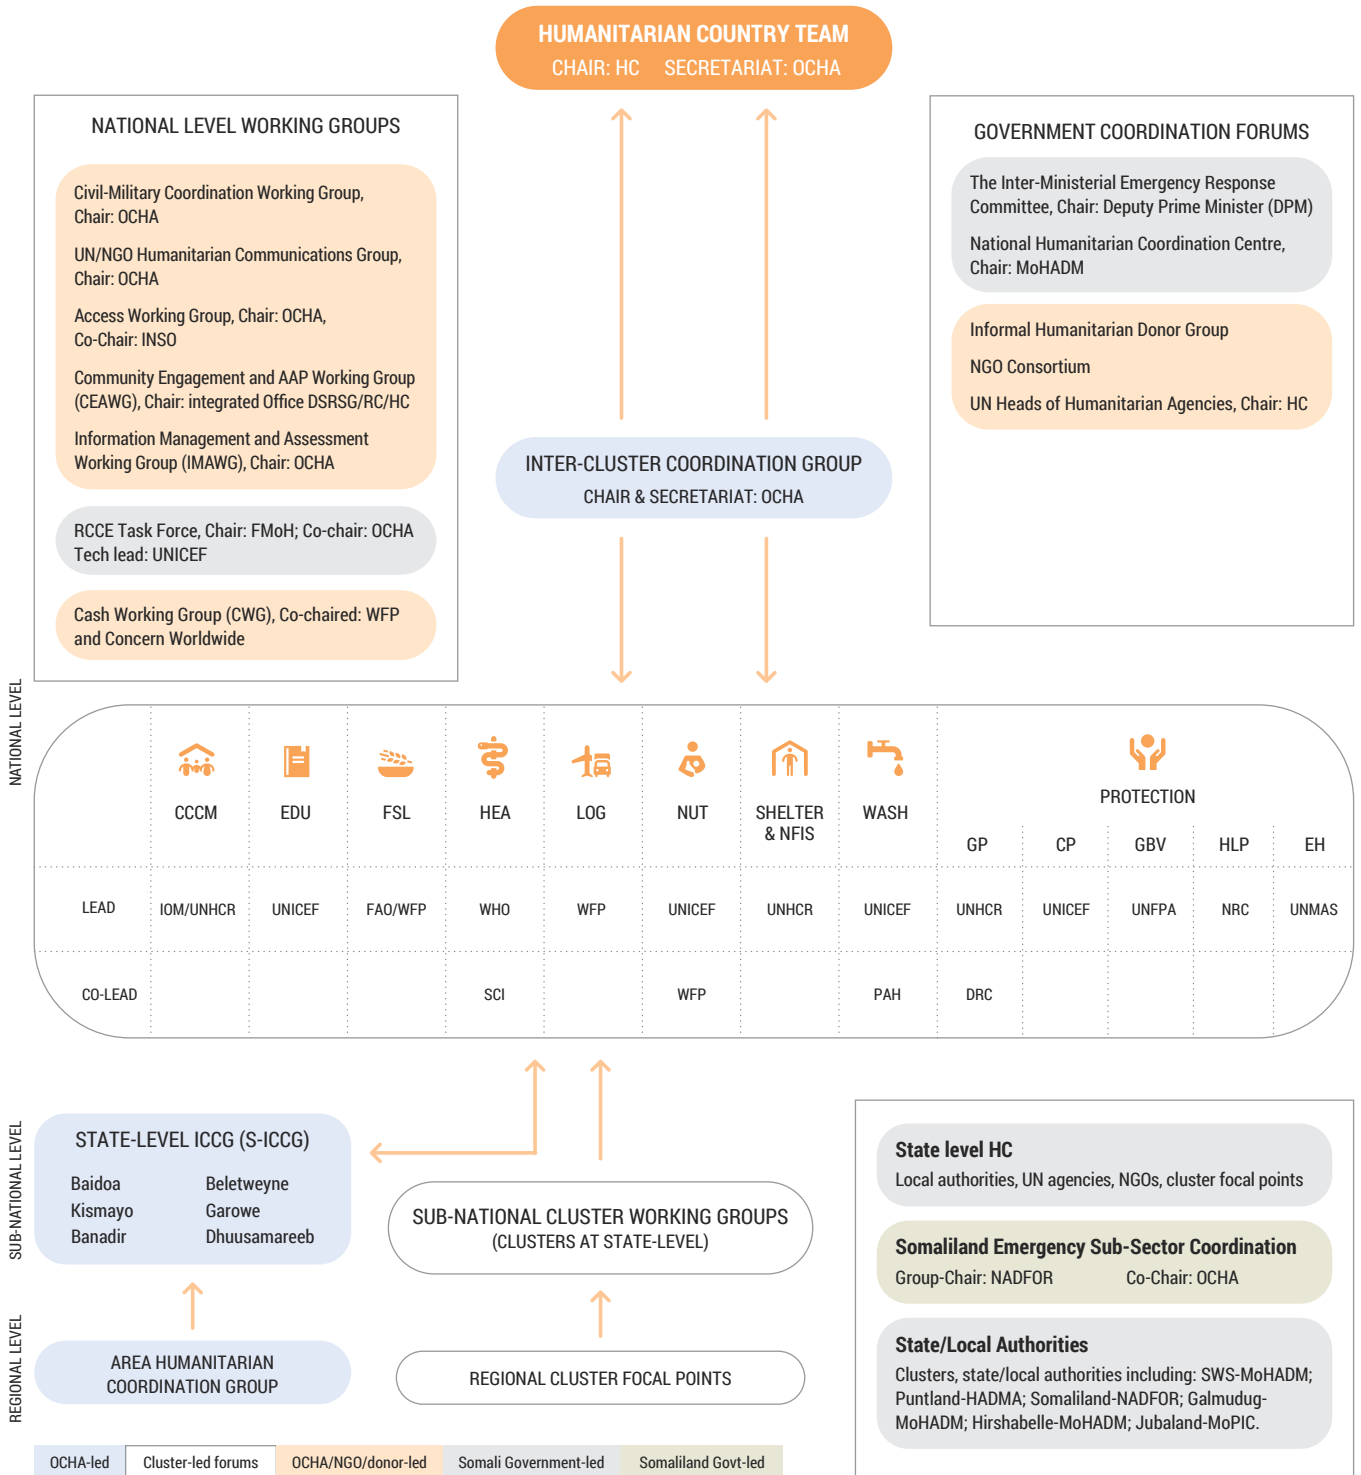 HUMANITARIAN COUNTRY TEAM
CHAIR: HC SECRETARIAT: OCHA
NATIONAL LEVEL WORKING GROUPS
Civil-Military Coordination Working Group,
Chair: OCHA
UN/NGO Humanitarian Communications Group,
Chair: OCHA
Access Working Group, Chair: OCHA,
Co-Chair: INSO
Community Engagement and AAP Working Group
(CEAWG), Chair: integrated Office DSRSG/RC/HC
Information Management and Assessment
Working Group (IMAWG), Chair: OCHA
RCCE Task Force, Chair: FMoH; Co-chair: OCHA
Tech lead: UNICEF
Cash Working Group (CWG), Co-chaired: WFP
and Concern Worldwide
GOVERNMENT COORDINATION FORUMS
The Inter-Ministerial Emergency Response
Committee, Chair: Deputy Prime Minister (DPM)
National Humanitarian Coordination Centre,
Chair: MoHADM
Informal Humanitarian Donor Group
NGO Consortium
UN Heads of Humanitarian Agencies, Chair: HC
INTER-CLUSTER COORDINATION GROUP
CHAIR & SECRETARIAT: OCHA
NATIONAL LEVEL
CCCM EDU FSL HEA LOG NUT SHELTER
& NFIS WASH PROTECTION
GP CP GBV HLP EH
LEAD IOM/UNHCR UNICEF FAO/WFP WHO WFP UNICEF UNHCR UNICEF UNHCR UNICEF UNFPA NRC UNMAS
CO-LEAD SCI WFP PAH DRC
SUB-NATIONAL LEVEL
STATE-LEVEL ICCG (S-ICCG)
Baidoa Beletweyne
Kismayo Garowe
Banadir Dhuusamareeb
SUB-NATIONAL CLUSTER WORKING GROUPS
(CLUSTERS AT STATE-LEVEL)
REGIONAL LEVEL
AREA HUMANITARIAN
COORDINATION GROUP
REGIONAL CLUSTER FOCAL POINTS
State level HC
Local authorities, UN agencies, NGOs, cluster focal points
Somaliland Emergency Sub-Sector Coordination
Group-Chair: NADFOR Co-Chair: OCHA
State/Local Authorities
Clusters, state/local authorities including: SWS-MoHADM;
Puntland-HADMA; Somaliland-NADFOR; Galmudug-
MoHADM; Hirshabelle-MoHADM; Jubaland-MoPIC.
OCHA-led Cluster-led forums OCHA/NGO/donor-led Somali Government-led Somaliland Govt-led